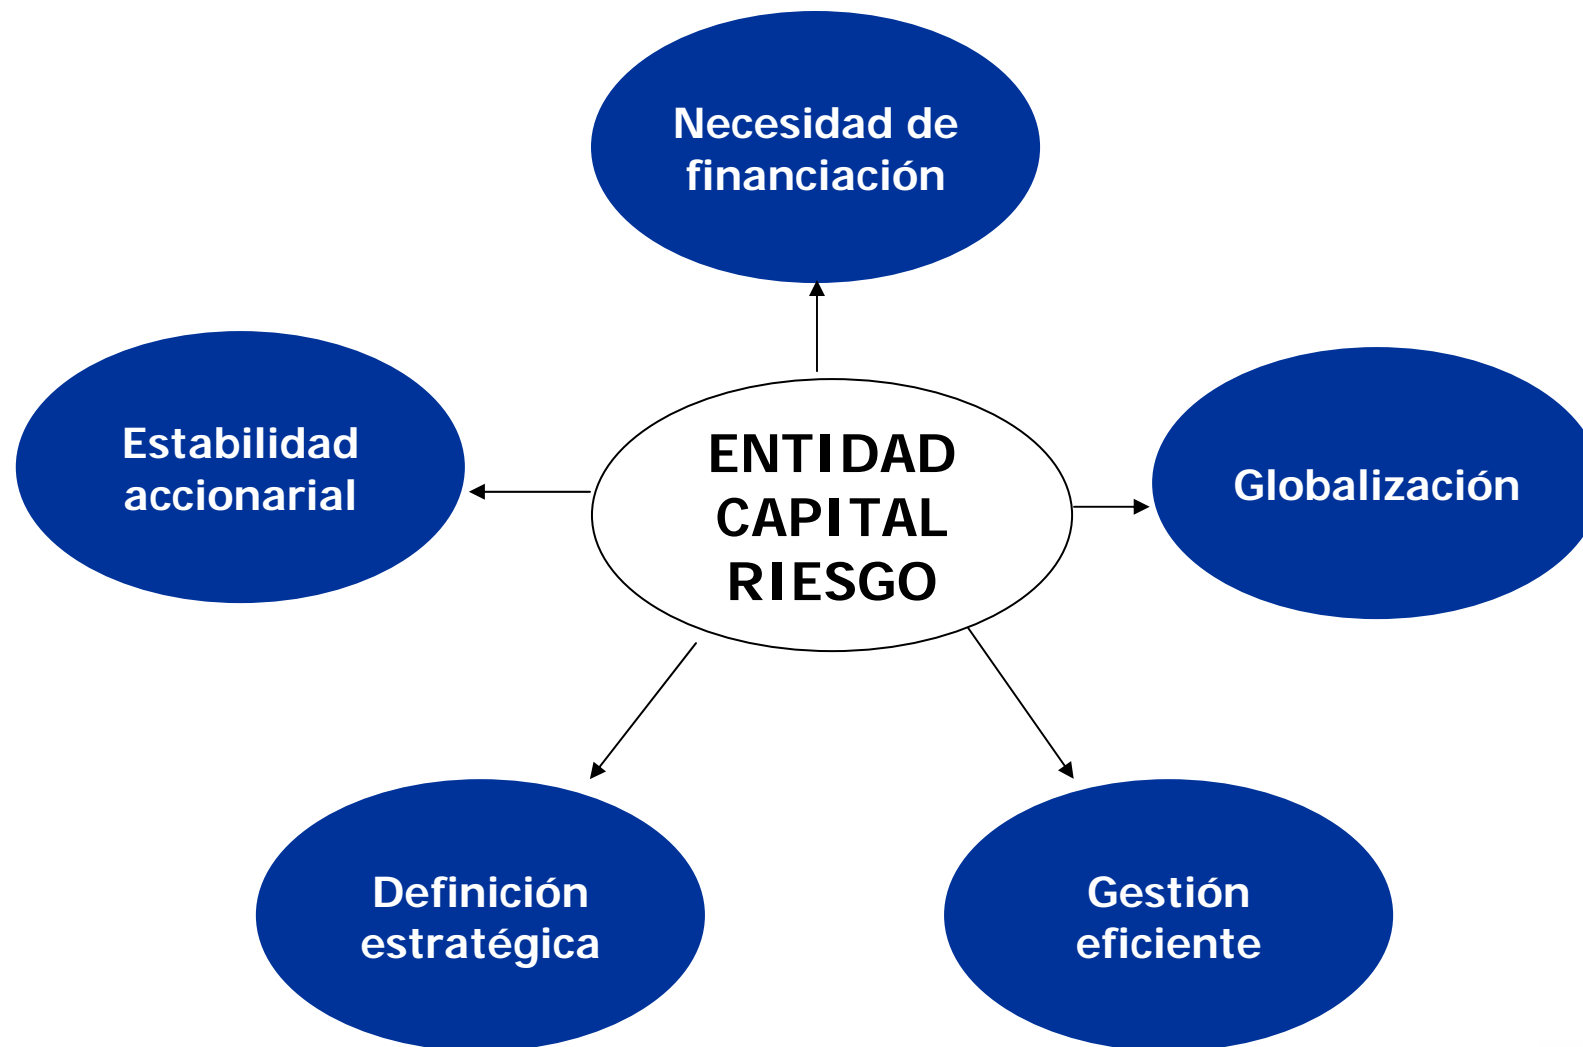 Necesidad de
financiación
Estabilidad
accionarial
ENTIDAD
CAPITAL
RIESGO
Globalización
Definición
estratégica
Gestión
eficiente